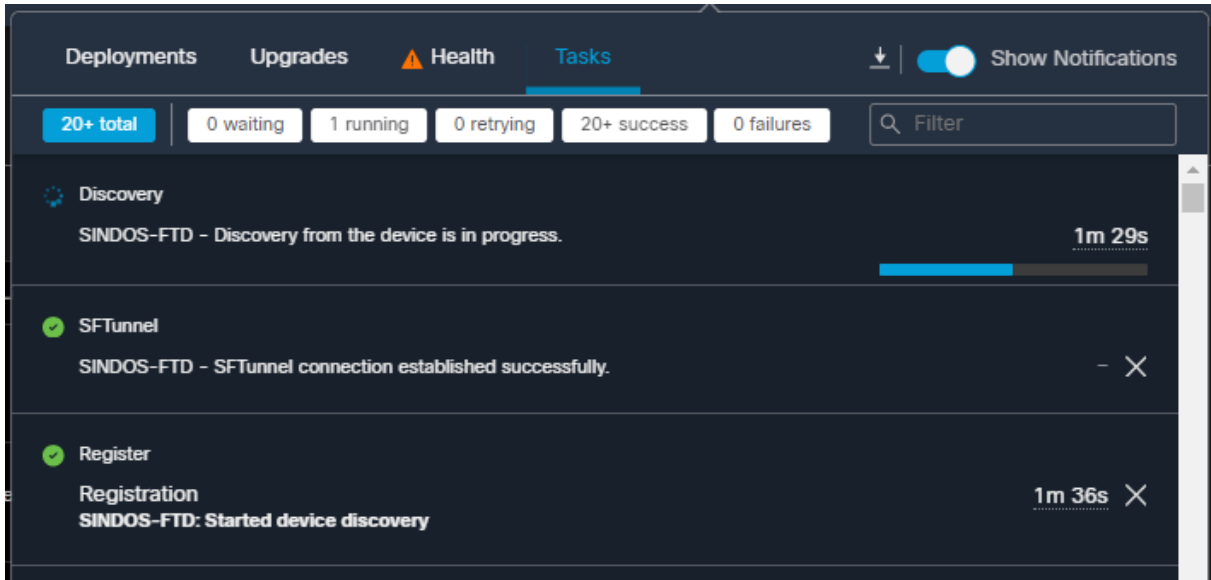 Deployments Upgrades Health Tasks Show Notifications
20+ total 0 waiting 1 running 0 retrying 20+ success 0 failures Filter
Discovery
SINDOS-FTD - Discovery from the device is in progress.
1m 29s
SFTunnel
SINDOS-FTD - SFTunnel connection established successfully.
-
Register
Registration
1m 36s
SINDOS-FTD: Started device discovery